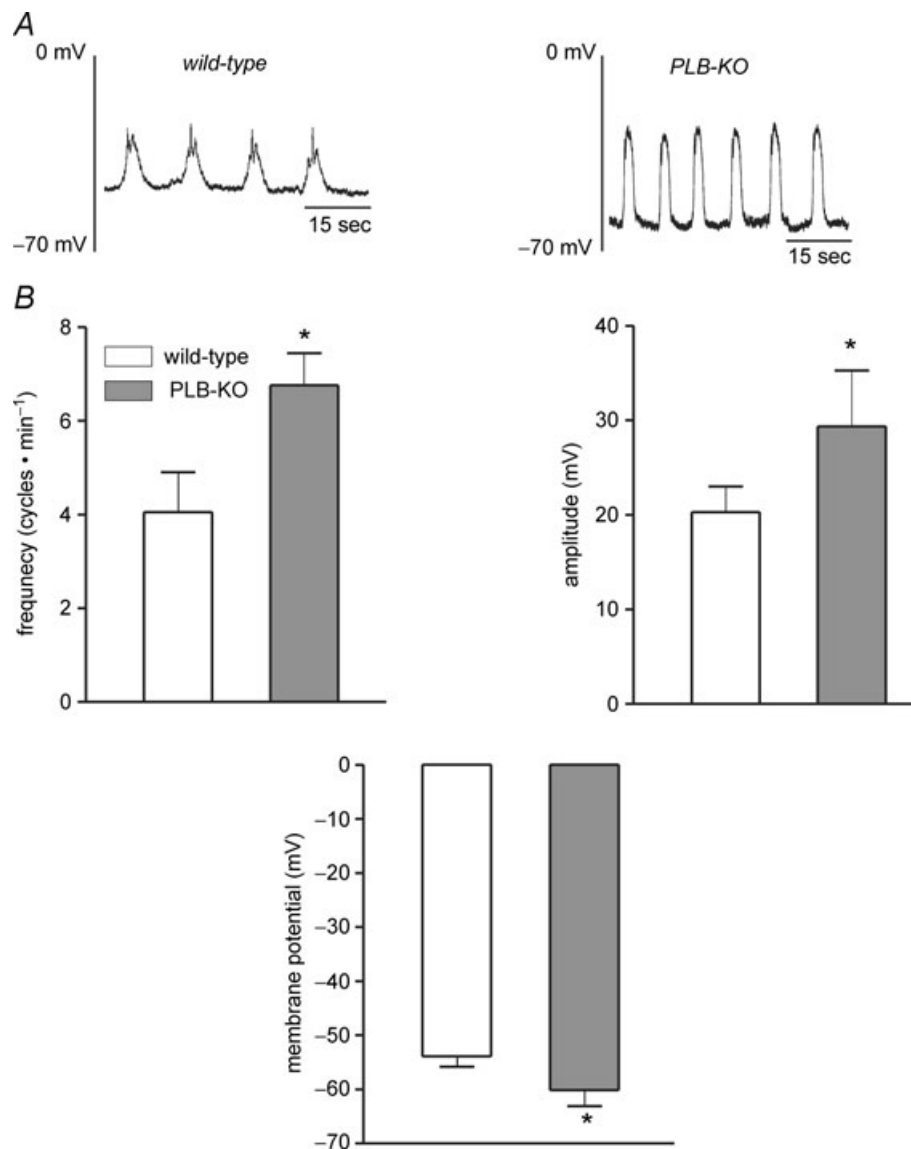 A
0 mV
wild-type
–70 mV
15 sec
0 mV
PLB-KO
–70 mV
15 sec
B
frequnecy (cycles • min⁻¹)
8
6
4
2
0
wild-type
PLB-KO
*
amplitude (mV)
40
30
20
10
0
*
membrane potential (mV)
0
–10
–20
–30
–40
–50
–60
–70
*